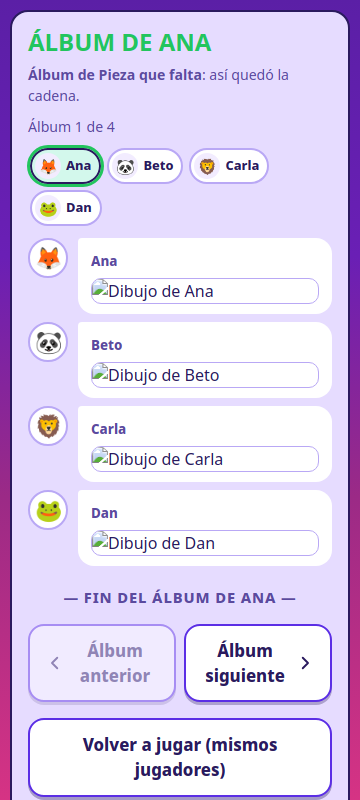 ÁLBUM DE ANA
Álbum de Pieza que falta: así quedó la
cadena.
Álbum 1 de 4
Ana
Beto
Carla
Dan
Ana
Dibujo de Ana
Beto
Dibujo de Beto
Carla
Dibujo de Carla
Dan
Dibujo de Dan
— FIN DEL ÁLBUM DE ANA —
Álbum
anterior
Álbum
siguiente
Volver a jugar (mismos
jugadores)